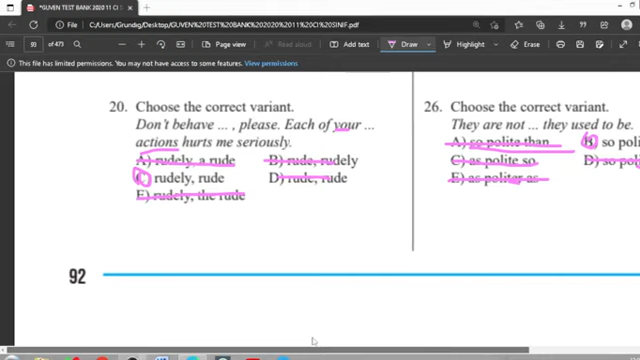 *GUVEN TEST BANK 2020 11 CI S
File
C:/Users/Grundig/Desktop/GUVEN%20TEST%20BANK%202020%2011%20CI%20SINIF.pdf
93 of 473
Page view
Read aloud
Add text
Draw
Highlight
Erase
This file has limited permissions. You may not have access to some features. View permissions
20. Choose the correct variant.
Don't behave ... , please. Each of your ...
actions hurts me seriously.
A) rudely, a rude B) rude, rudely
C) rudely, rude D) rude, rude
E) rudely, the rude
92
26. Choose the correct variant.
They are not ... they used to be.
A) so polite than B) so poli
C) as polite so D) so poli
E) as politer as